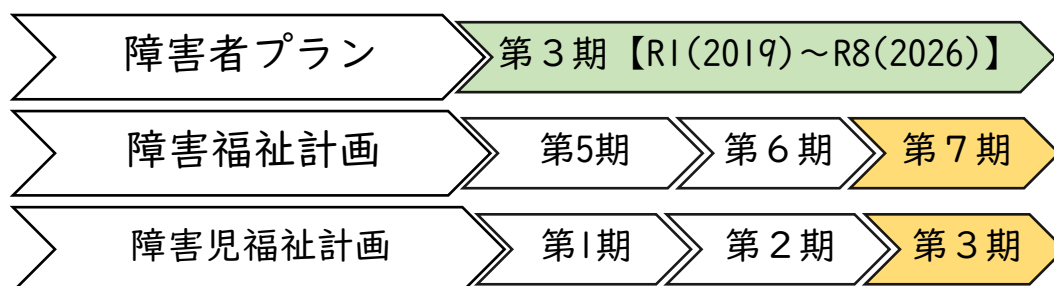 障害者プラン 第３期【R1(2019)～R8(2026)】
障害福祉計画 第5期 第６期 第７期
障害児福祉計画 第1期 第２期 第３期